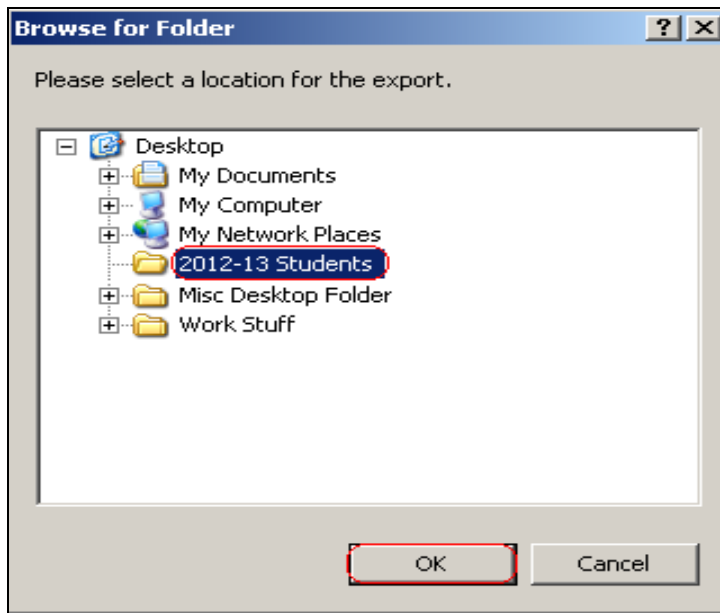 Browse for Folder
Please select a location for the export.
Desktop
My Documents
My Computer
My Network Places
2012-13 Students
Misc Desktop Folder
Work Stuff
OK Cancel